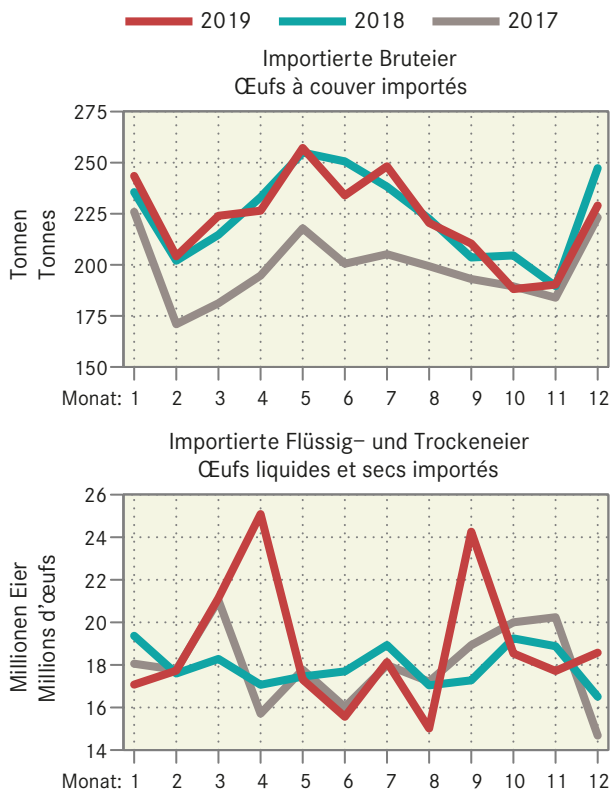 2019 2018 2017
Importierte Bruteier
Œufs à couver importés
Tonnen
Tonnes
275
250
225
200
175
150
Monat: 1 2 3 4 5 6 7 8 9 10 11 12
Importierte Flüssig– und Trockeneier
Œufs liquides et secs importés
Millionen Eier
Millions d'œufs
26
24
22
20
18
16
14
Monat: 1 2 3 4 5 6 7 8 9 10 11 12